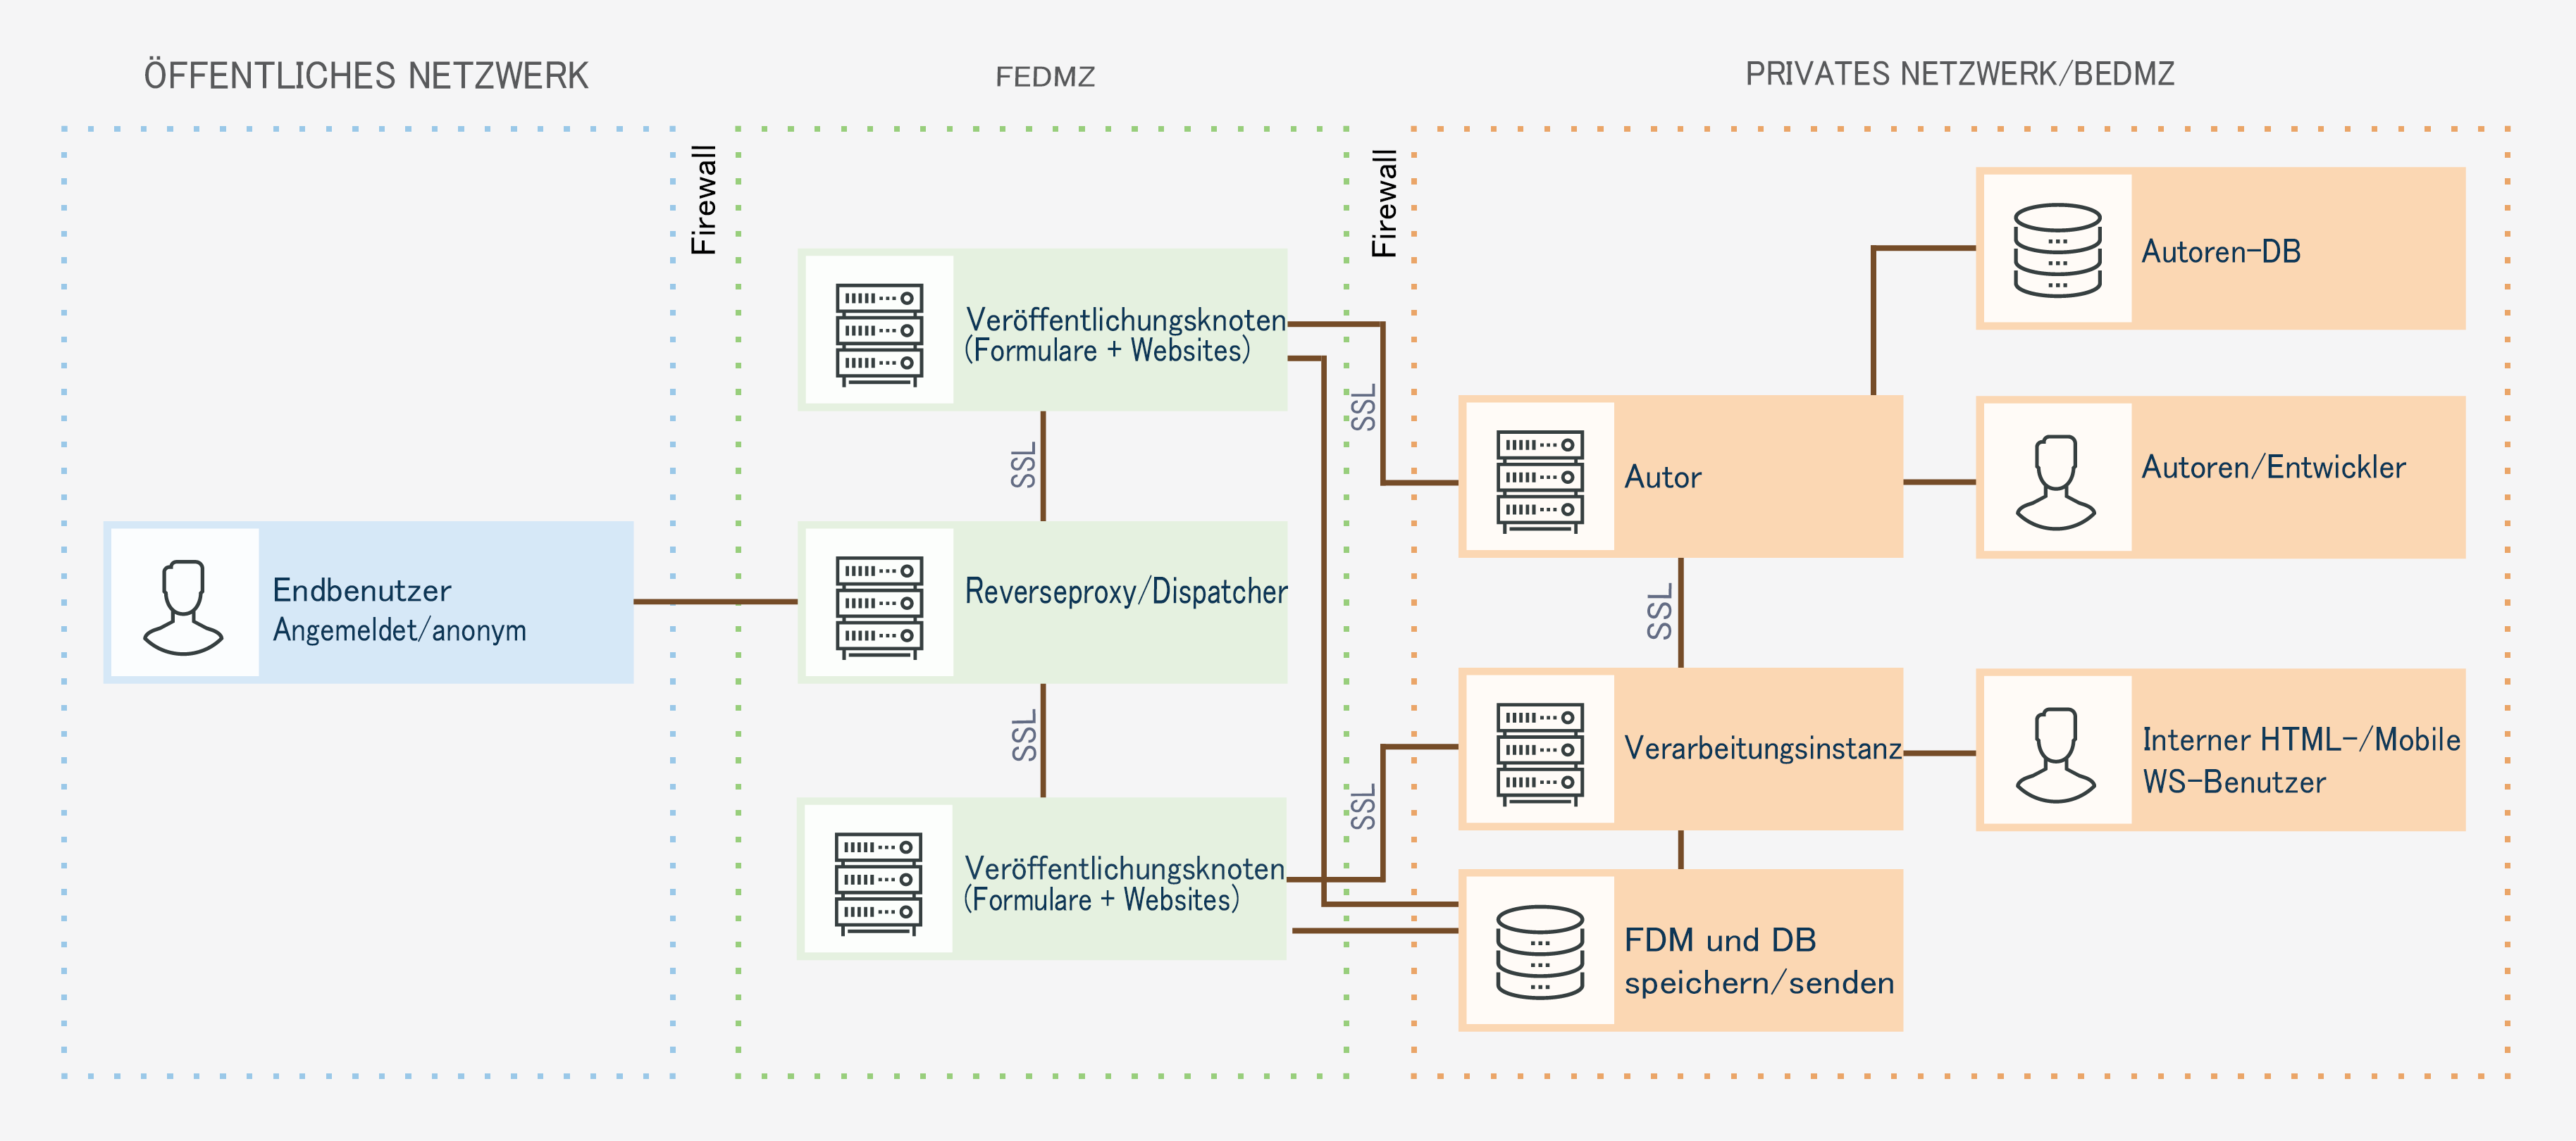 ÖFFENTLICHES NETZWERK
FEDMZ
PRIVATES NETZWERK/BEDMZ
Firewall
Firewall
Endbenutzer
Angemeldet/anonym
Veröffentlichungsknoten
(Formulare + Websites)
SSL
Reverseproxy/Dispatcher
SSL
Veröffentlichungsknoten
(Formulare + Websites)
SSL
SSL
Autoren-DB
Autor
Autoren/Entwickler
SSL
Verarbeitungsinstanz
Interner HTML-/Mobile
WS-Benutzer
FDM und DB
speichern/senden